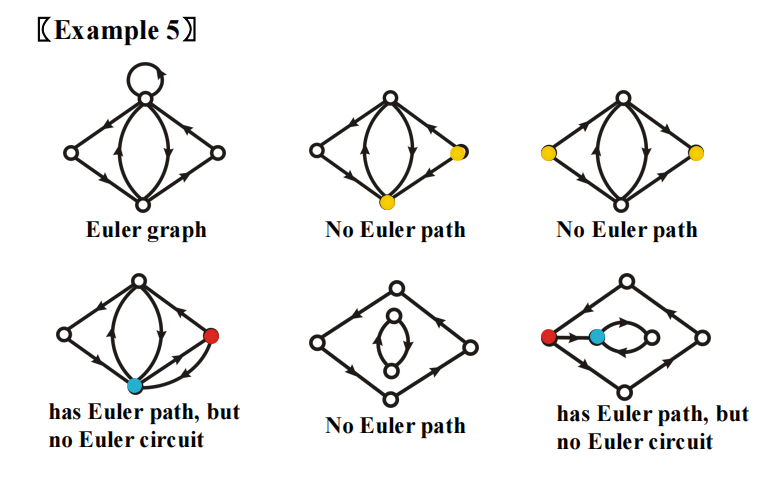 〖Example 5〗
Euler graph
No Euler path
No Euler path
has Euler path, but
no Euler circuit
No Euler path
has Euler path, but
no Euler circuit